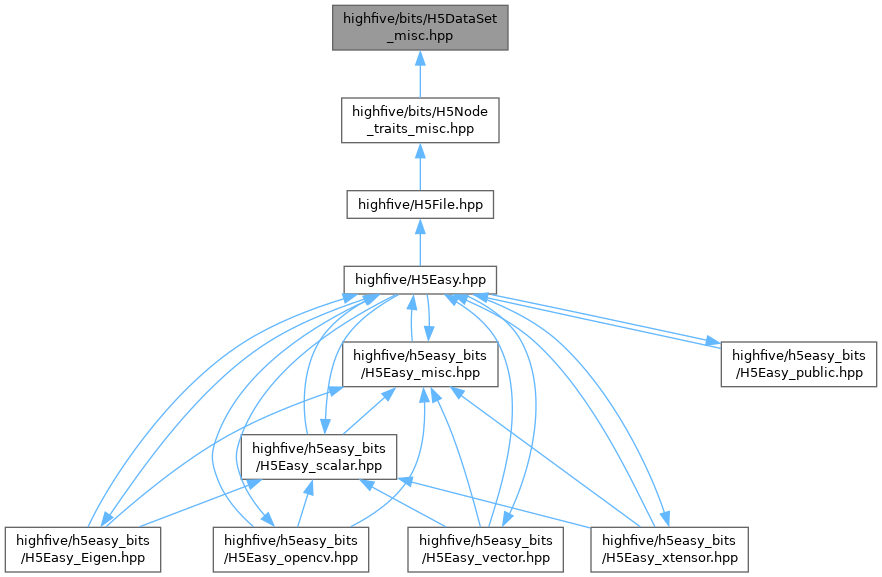 highfive/bits/H5DataSet
_misc.hpp
highfive/bits/H5Node
_traits_misc.hpp
highfive/H5File.hpp
highfive/H5Easy.hpp
highfive/h5easy_bits
/H5Easy_misc.hpp
highfive/h5easy_bits
/H5Easy_public.hpp
highfive/h5easy_bits
/H5Easy_scalar.hpp
highfive/h5easy_bits
/H5Easy_Eigen.hpp
highfive/h5easy_bits
/H5Easy_opencv.hpp
highfive/h5easy_bits
/H5Easy_vector.hpp
highfive/h5easy_bits
/H5Easy_xtensor.hpp